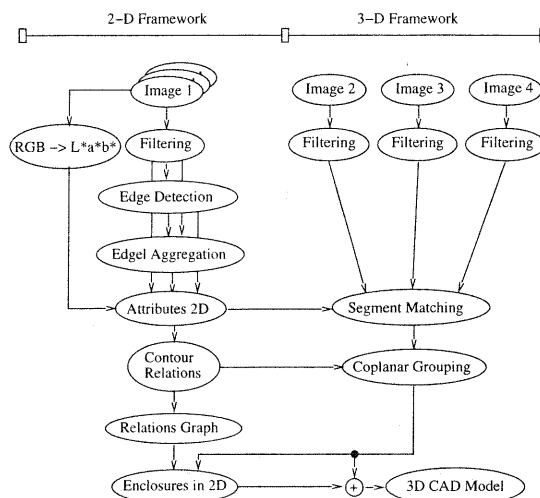 2-D Framework
3-D Framework
Image 1
Image 2
Image 3
Image 4
RGB -> L*a*b*
Filtering
Filtering
Filtering
Filtering
Edge Detection
Edgel Aggregation
Attributes 2D
Segment Matching
Contour
Relations
Coplanar Grouping
Relations Graph
Enclosures in 2D
+
3D CAD Model